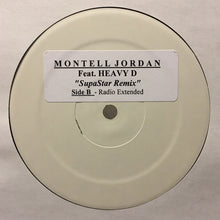 MONTELL JORDAN
Feat. HEAVY D
"SupaStar Remix"
Side B - Radio Extended